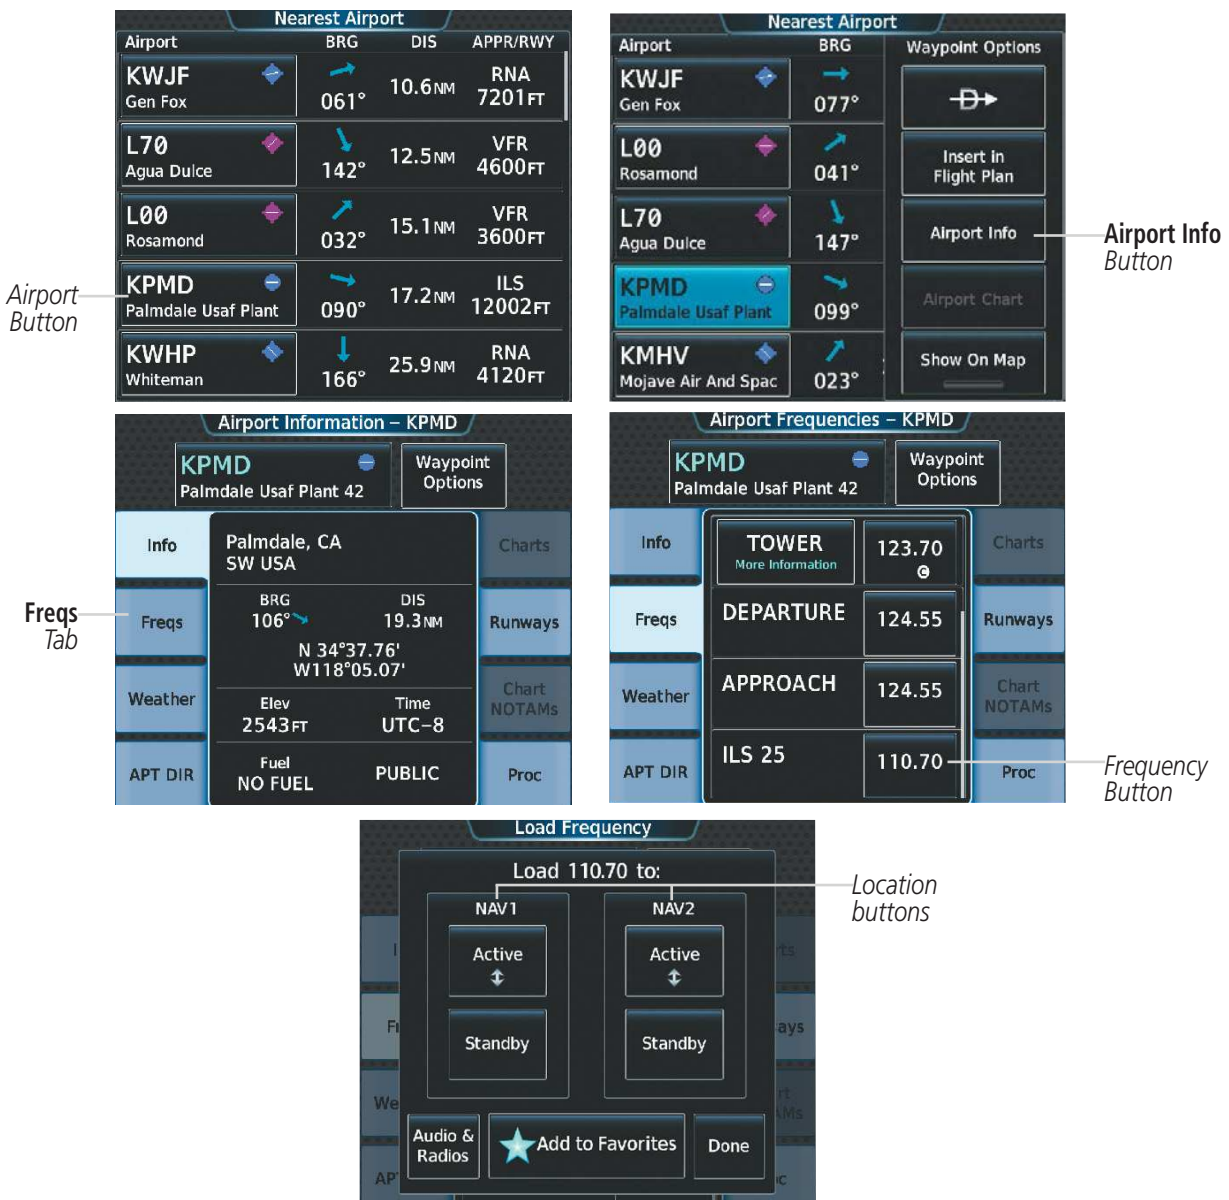 Nearest Airport
Airport BRG DIS APPR/RWY
KWJF
Gen Fox
061° 10.6NM RNA
7201FT
L70
Agua Dulce
142° 12.5NM VFR
4600FT
L00
Rosamond
032° 15.1NM VFR
3600FT
KPMD
Palmdale Usaf Plant
090° 17.2NM ILS
12002FT
KWHP
Whiteman
166° 25.9NM RNA
4120FT
Airport
Button
Nearest Airport
Airport BRG
KWJF
Gen Fox
077°
L00
Rosamond
041°
L70
Agua Dulce
147°
KPMD
Palmdale Usaf Plant
099°
KMHV
Mojave Air And Spac
023°
Waypoint Options
D
Insert in
Flight Plan
Airport Info
Airport Chart
Show On Map
Airport Info
Button
Airport Information – KPMD
KPMD
Palmdale Usaf Plant 42
Waypoint
Options
Info
Freqs
Weather
APT DIR
Palmdale, CA
SW USA
BRG DIS
106° 19.3NM
N 34°37.76'
W118°05.07'
Elev Time
2543FT UTC–8
Fuel
NO FUEL PUBLIC
Charts
Runways
Chart
NOTAMs
Proc
Freqs
Tab
Airport Frequencies – KPMD
KPMD
Palmdale Usaf Plant 42
Waypoint
Options
Info
Freqs
Weather
APT DIR
TOWER 123.70
More Information C
DEPARTURE 124.55
APPROACH 124.55
ILS 25 110.70
Charts
Runways
Chart
NOTAMs
Proc
Frequency
Button
Load Frequency
Load 110.70 to:
NAV1 NAV2
Active Active
Standby Standby
Audio &
Radios
Add to Favorites
Done
Location
buttons